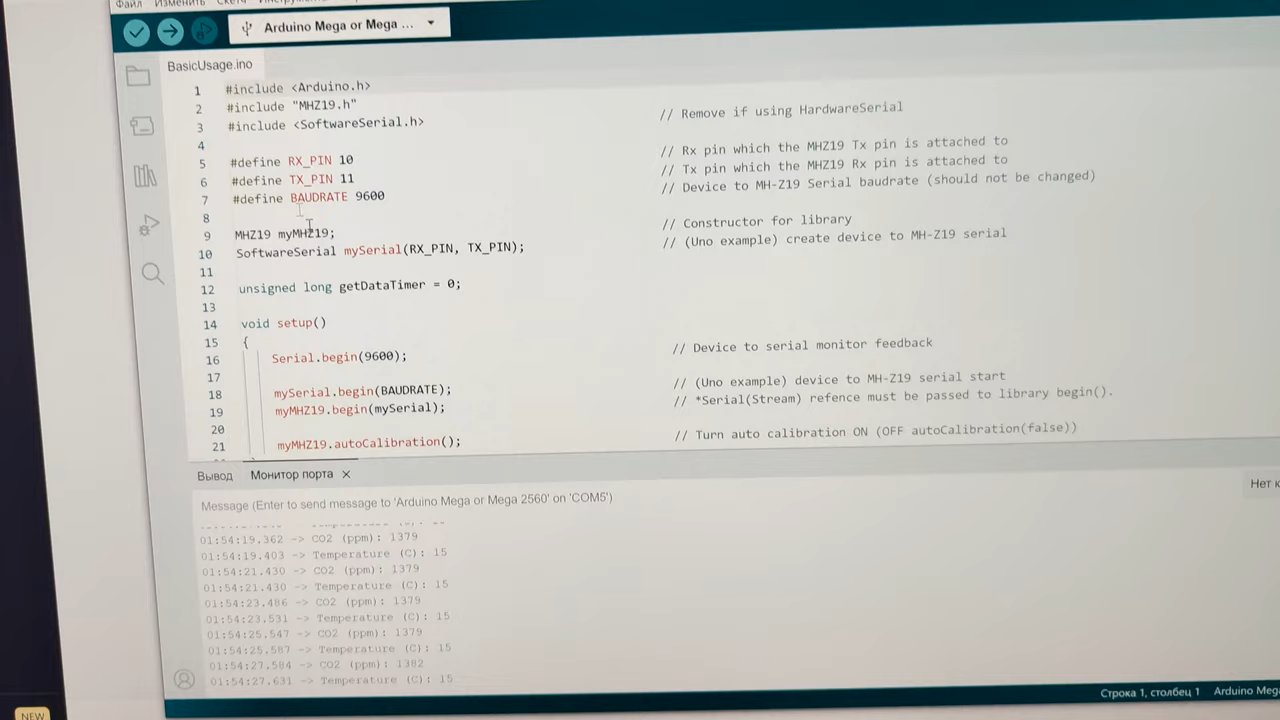 Файл Изменить Скетч
Arduino Mega or Mega ...
BasicUsage.ino
1 #include <Arduino.h>
2 #include "MHZ19.h"
3 #include <SoftwareSerial.h> // Remove if using HardwareSerial
4
5 #define RX_PIN 10 // Rx pin which the MHZ19 Tx pin is attached to
6 #define TX_PIN 11 // Tx pin which the MHZ19 Rx pin is attached to
7 #define BAUDRATE 9600 // Device to MH-Z19 Serial baudrate (should not be changed)
8
9 MHZ19 myMHZ19; // Constructor for library
10 SoftwareSerial mySerial(RX_PIN, TX_PIN); // (Uno example) create device to MH-Z19 serial
11
12 unsigned long getDataTimer = 0;
13
14 void setup()
15 {
16 Serial.begin(9600); // Device to serial monitor feedback
17
18 mySerial.begin(BAUDRATE); // (Uno example) device to MH-Z19 serial start
19 myMHZ19.begin(mySerial); // *Serial(Stream) refence must be passed to library begin().
20
21 myMHZ19.autoCalibration(); // Turn auto calibration ON (OFF autoCalibration(false))
Вывод Монитор порта ×
Message (Enter to send message to 'Arduino Mega or Mega 2560' on 'COM5')
Нет
01:54:19.362 -> CO2 (ppm): 1379
01:54:19.403 -> Temperature (C): 15
01:54:21.430 -> CO2 (ppm): 1379
01:54:21.430 -> Temperature (C): 15
01:54:23.486 -> CO2 (ppm): 1379
01:54:23.531 -> Temperature (C): 15
01:54:25.547 -> CO2 (ppm): 1379
01:54:25.587 -> Temperature (C): 15
01:54:27.584 -> CO2 (ppm): 1382
01:54:27.631 -> Temperature (C): 15
Строка 1, столбец 1 Arduino Mega
NEW